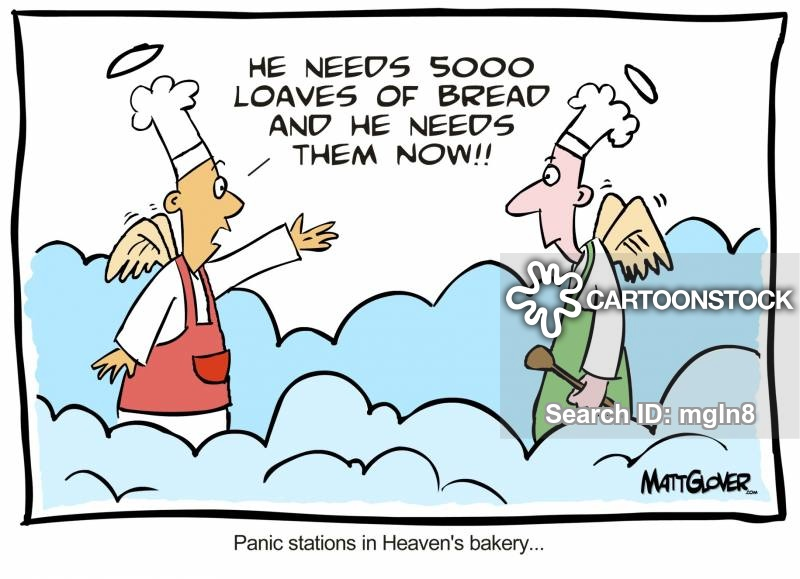 HE NEEDS 5000
LOAVES OF BREAD
AND HE NEEDS
THEM NOW!!
CARTOONSTOCK
Search ID: mgln8
MATTGLOVER.COM
Panic stations in Heaven's bakery...